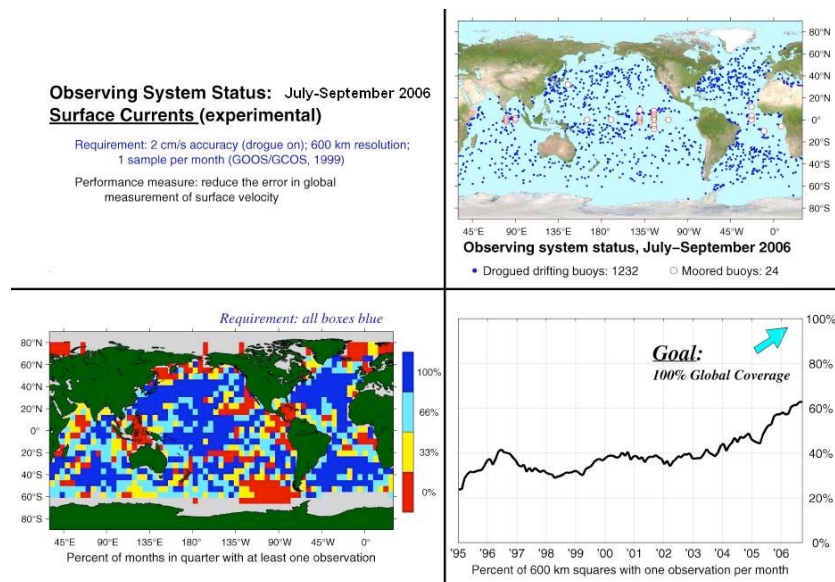 Observing System Status: July-September 2006
Surface Currents (experimental)
Requirement: 2 cm/s accuracy (drogue on); 600 km resolution;
1 sample per month (GOOS/GCOS, 1999)
Performance measure: reduce the error in global
measurement of surface velocity
80°N
60°N
40°N
20°N
0°
20°S
40°S
60°S
80°S
45°E 90°E 135°E 180° 135°W 90°W 45°W 0°
Observing system status, July–September 2006
Drogued drifting buoys: 1232 Moored buoys: 24
Requirement: all boxes blue
80°N
60°N
40°N
20°N
0°
20°S
40°S
60°S
80°S
100%
66%
33%
0%
45°E 90°E 135°E 180° 135°W 90°W 45°W 0°
Percent of months in quarter with at least one observation
Goal:
100% Global Coverage
100%
80%
60%
40%
20%
0%
'95 '96 '97 '98 '99 '00 '01 '02 '03 '04 '05 '06
Percent of 600 km squares with one observation per month